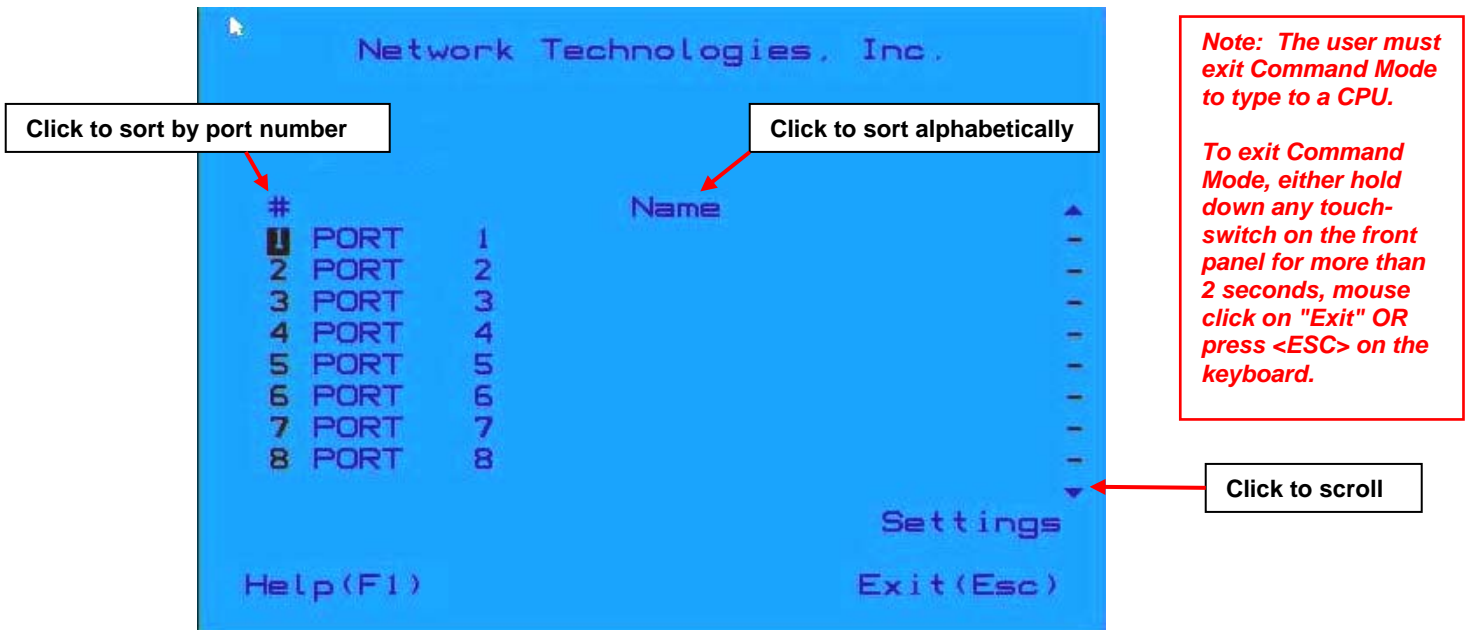 Network Technologies, Inc.
Click to sort by port number
Click to sort alphabetically
# Name
1 PORT 1
2 PORT 2
3 PORT 3
4 PORT 4
5 PORT 5
6 PORT 6
7 PORT 7
8 PORT 8
Settings
Help(F1) Exit(Esc)
Note: The user must
exit Command Mode
to type to a CPU.
To exit Command
Mode, either hold
down any touch-
switch on the front
panel for more than
2 seconds, mouse
click on "Exit" OR
press <ESC> on the
keyboard.
Click to scroll